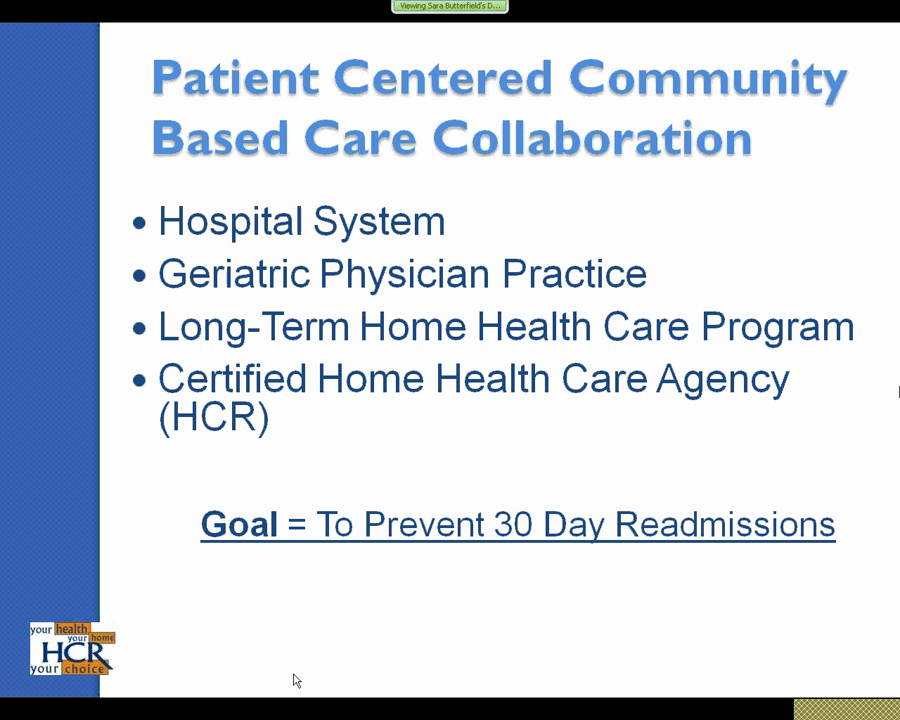 Viewing Sara Butterfield's D...
Patient Centered Community
Based Care Collaboration
• Hospital System
• Geriatric Physician Practice
• Long-Term Home Health Care Program
• Certified Home Health Care Agency
(HCR)
Goal = To Prevent 30 Day Readmissions
your health
your home
HCR
your choice